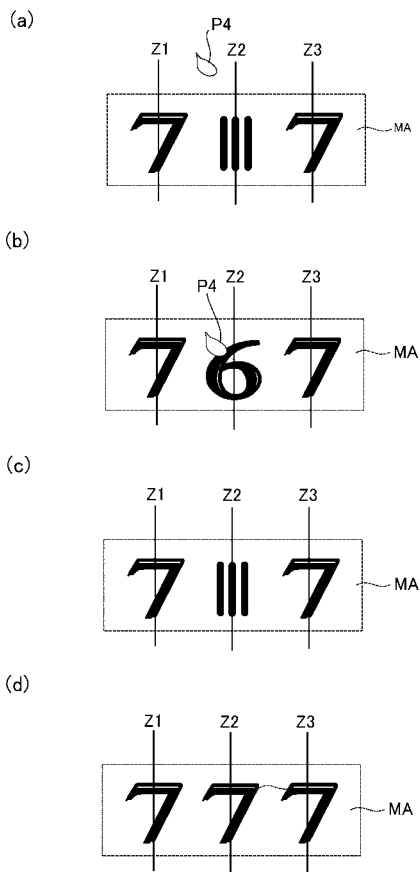 (a)
P4
Z1 Z2 Z3
7 7
MA
(b)
Z1 P4 Z2 Z3
7 6 7
MA
(c)
Z1 Z2 Z3
7 7
MA
(d)
Z1 Z2 Z3
7 7 7
MA